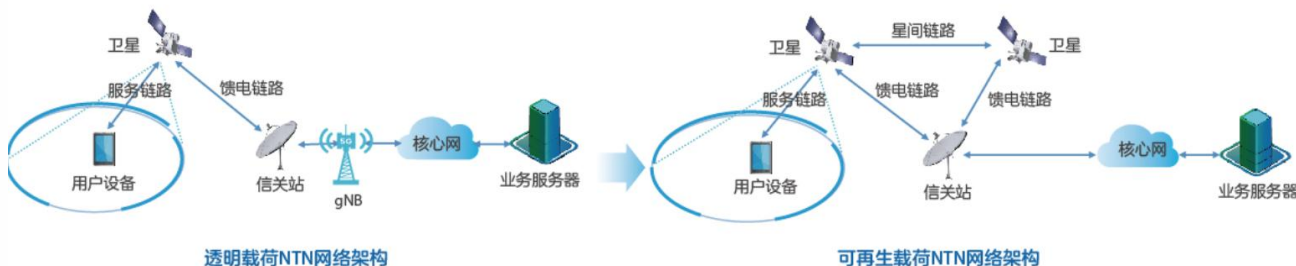 卫星
服务链路
馈电链路
用户设备
信关站
5G
gNB
核心网
业务服务器
透明载荷NTN网络架构
卫星
星间链路
卫星
服务链路
馈电链路
馈电链路
用户设备
信关站
核心网
业务服务器
可再生载荷NTN网络架构